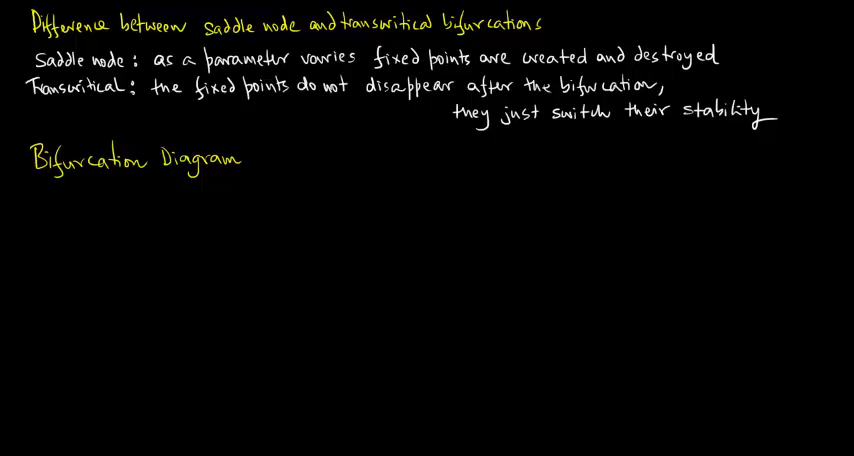 Difference between saddle node and transcritical bifurcations
Saddle node: as a parameter varies fixed points are created and destroyed
Transcritical: the fixed points do not disappear after the bifurcation,
they just switch their stability
Bifurcation Diagram